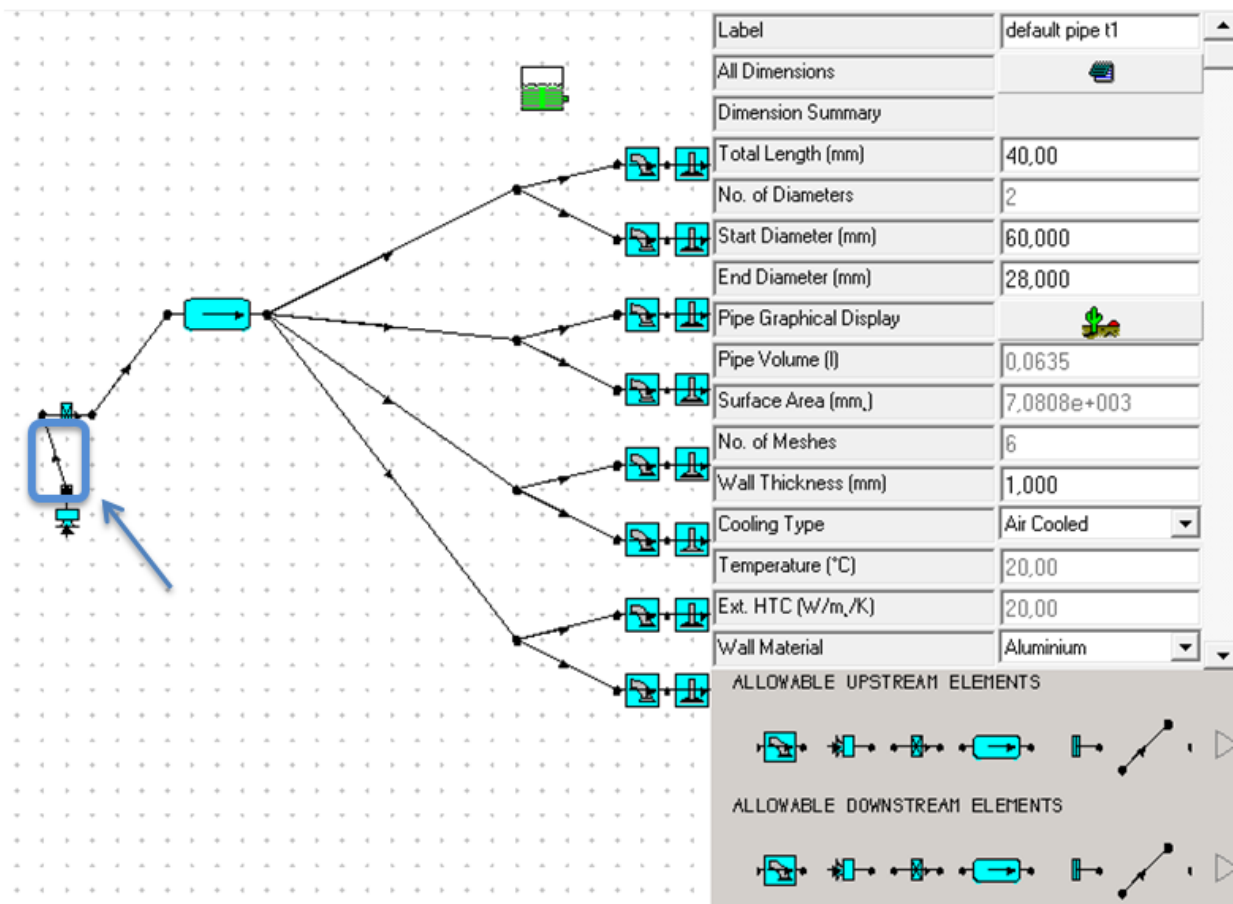 Label default pipe t1
All Dimensions
Dimension Summary
Total Length (mm) 40,00
No. of Diameters 2
Start Diameter (mm) 60,000
End Diameter (mm) 28,000
Pipe Graphical Display
Pipe Volume (l) 0,0635
Surface Area (mm,) 7,0808e+003
No. of Meshes 6
Wall Thickness (mm) 1,000
Cooling Type Air Cooled
Temperature (°C) 20,00
Ext. HTC (W/m,/K) 20,00
Wall Material Aluminium
ALLOWABLE UPSTREAM ELEMENTS
ALLOWABLE DOWNSTREAM ELEMENTS